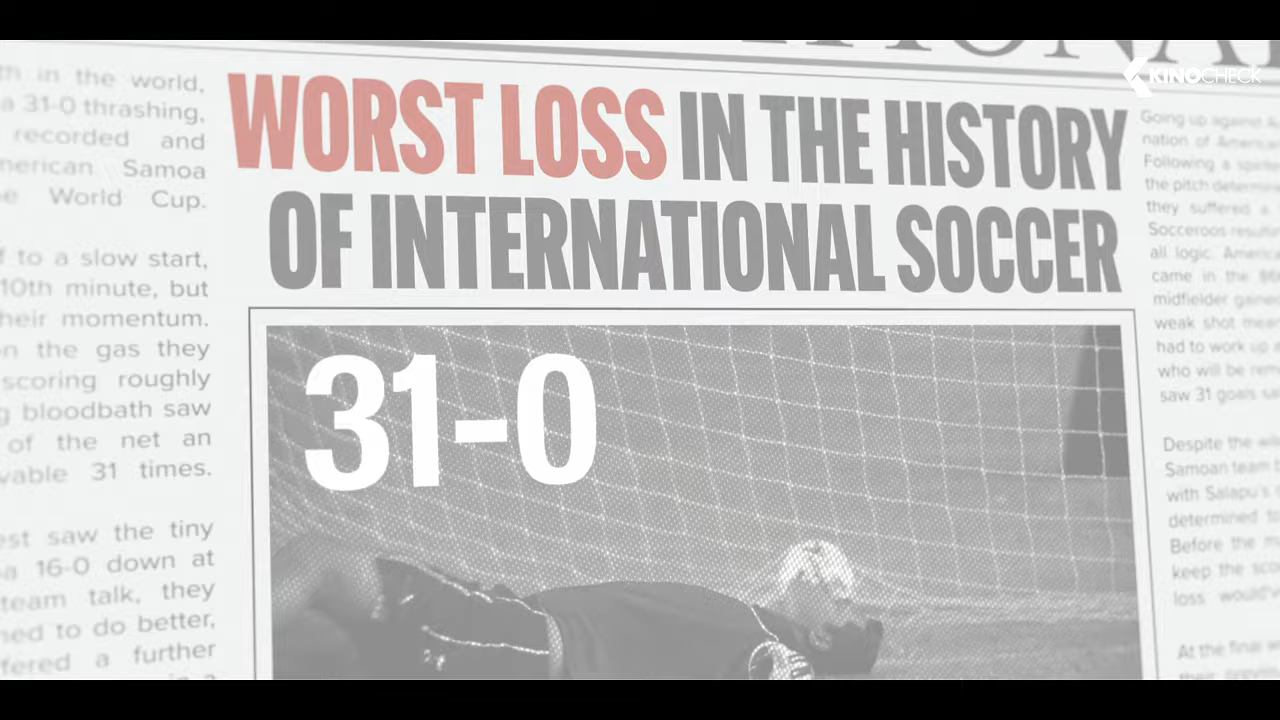 KINOCHECK
th in the world,
a 31-0 thrashing,
recorded and
merican Samoa
e World Cup.
f to a slow start,
10th minute, but
heir momentum.
n the gas they
scoring roughly
g bloodbath saw
of the net an
vable 31 times.
est saw the tiny
a 16-0 down at
team talk, they
ned to do better,
fered a further
WORST LOSS IN THE HISTORY
OF INTERNATIONAL SOCCER
31-0
Going up against
nation of American
Following a
the pitch
they suffered a
Socceroos
all logic.
came in the
midfielder gained
weak shot
had to work up
who will be
saw 31 goals
Despite the
Samoan team
with Salapu's
determined to
Before the
keep the
loss would'v
At the final
their previous